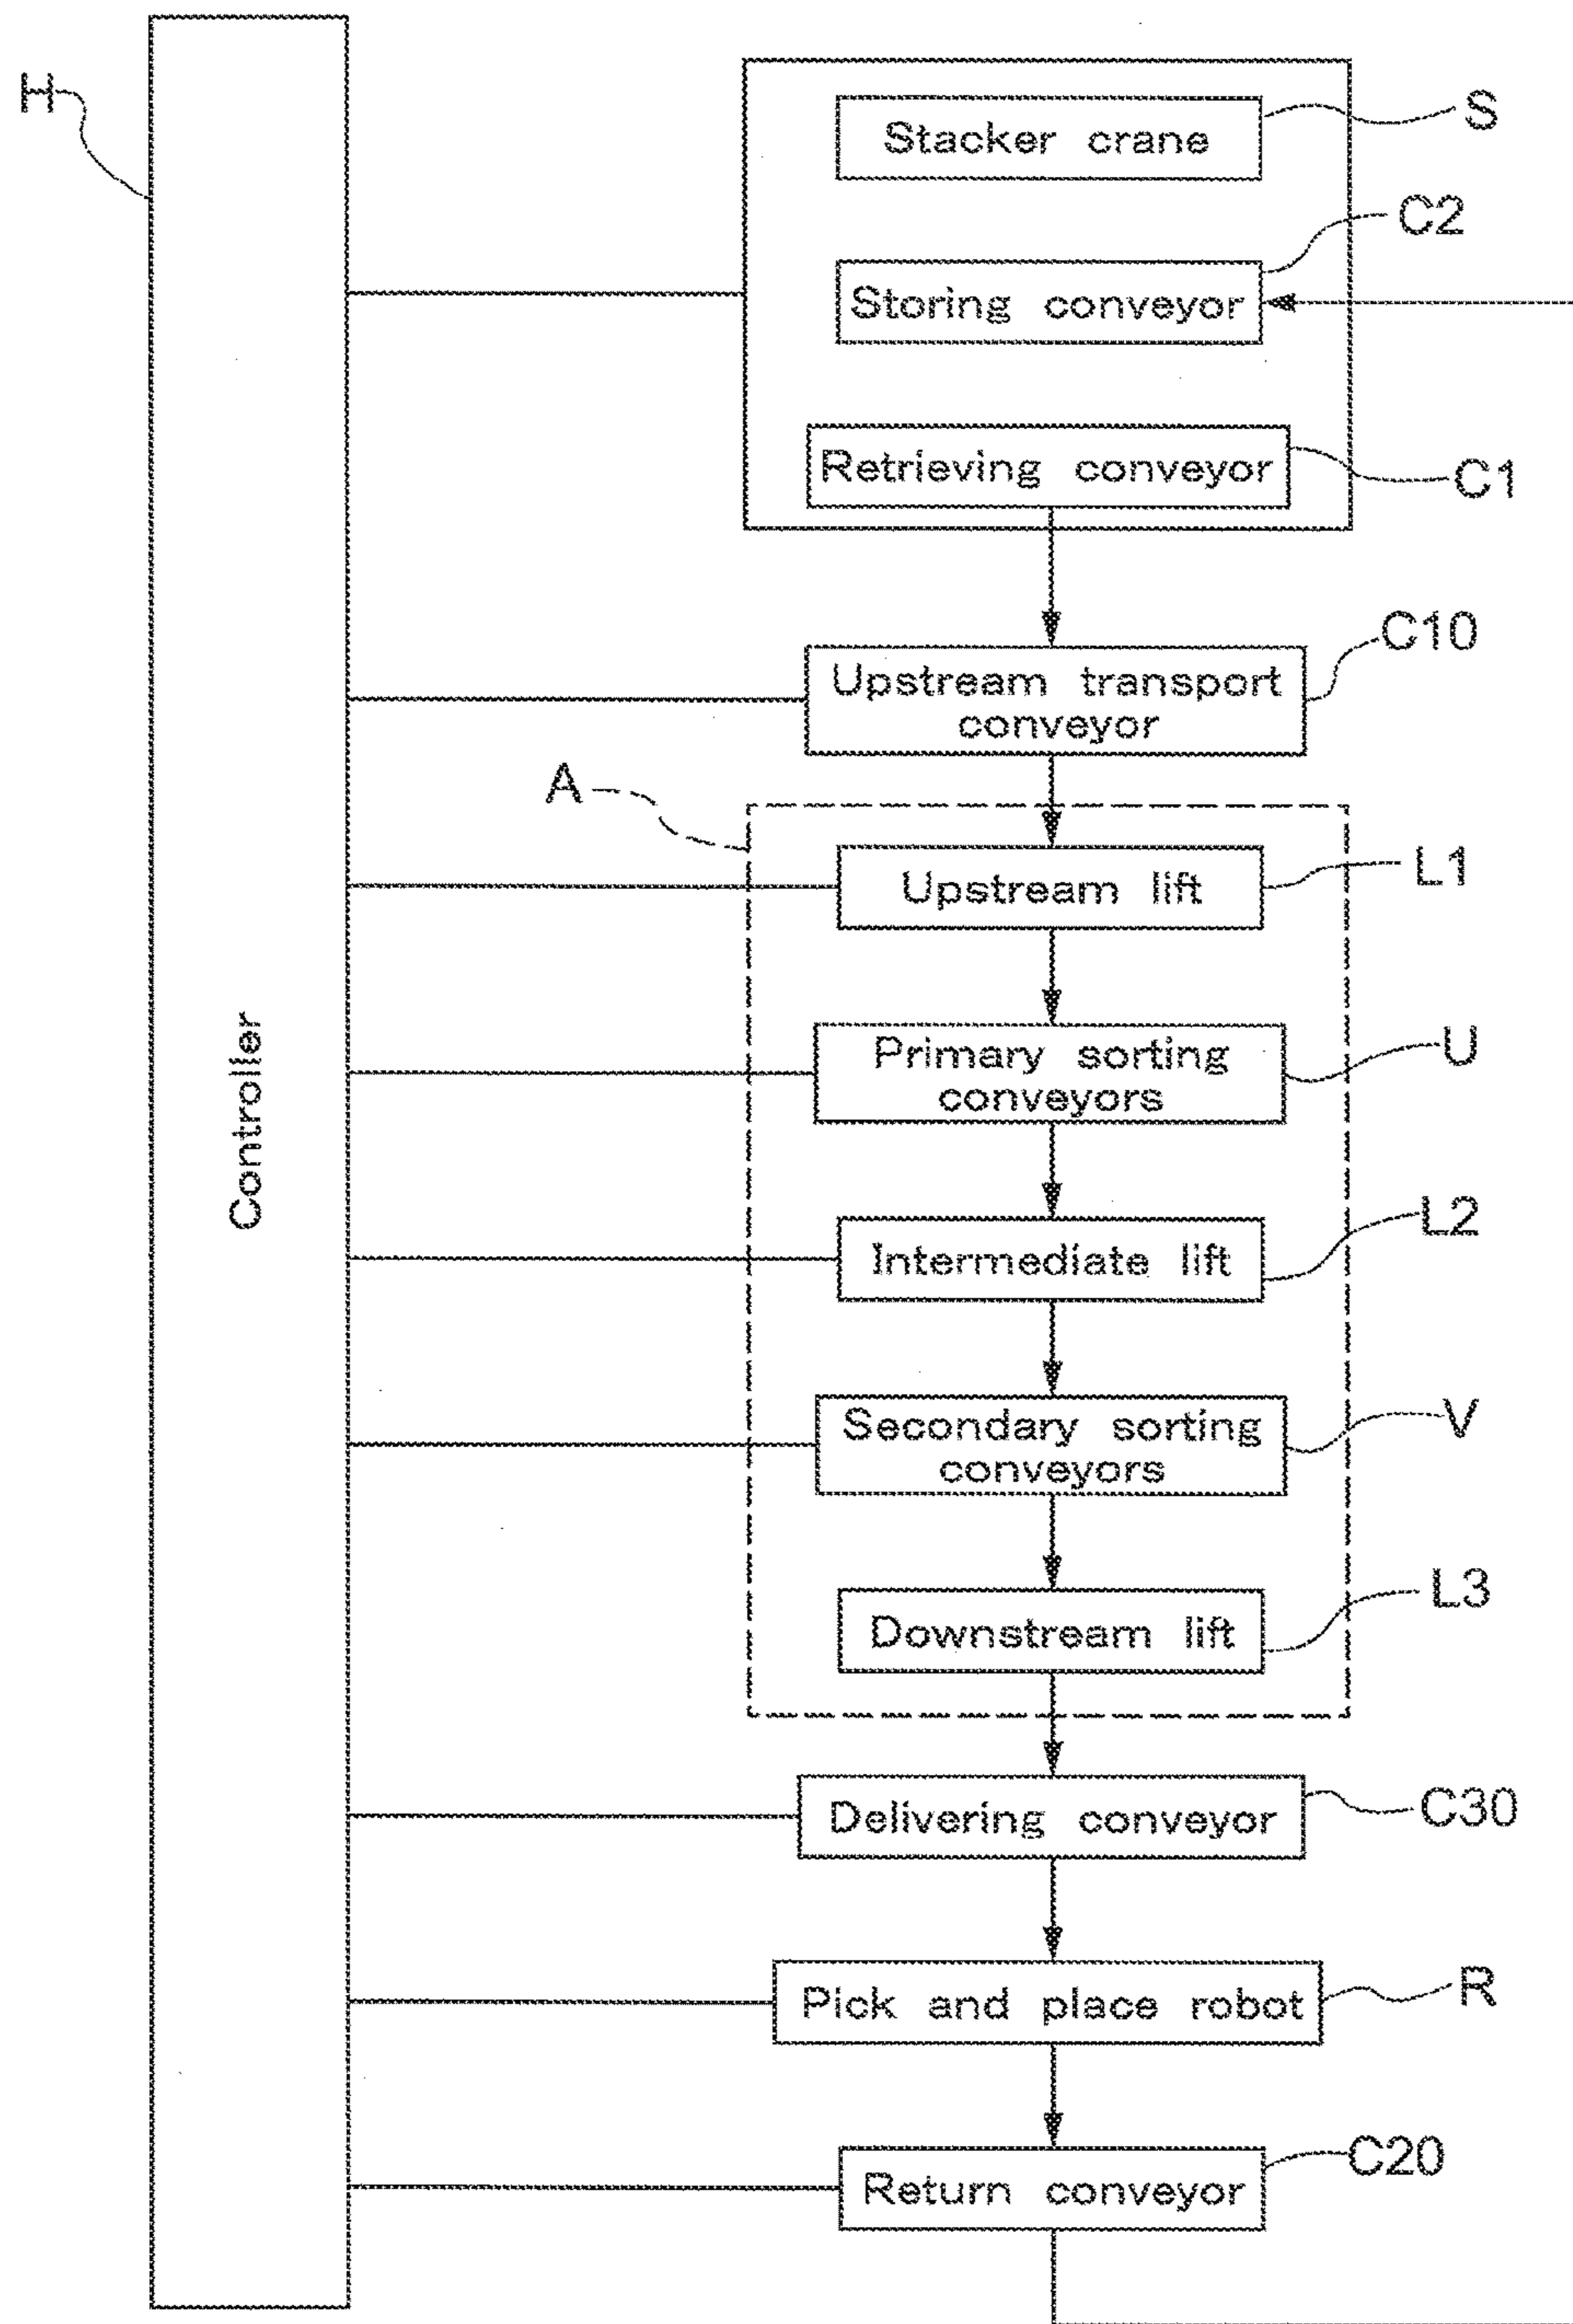 H
Controller
Stacker crane
S
C2
Storing conveyor
Retrieving conveyor
C1
C10
Upstream transport
conveyor
A
Upstream lift
L1
Primary sorting
conveyors
U
L2
Intermediate lift
Secondary sorting
conveyors
V
L3
Downstream lift
Delivering conveyor
C30
Pick and place robot
R
C20
Return conveyor